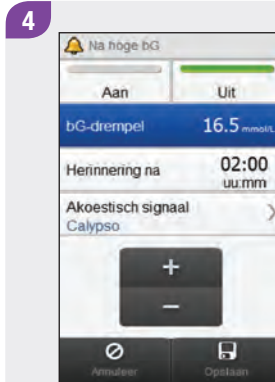 4
Na hoge bG
Aan Uit
bG-drempel 16.5 mmol/L
Herinnering na 02:00
uu:mm
Akoestisch signaal
Calypso
+
−
Annuleer Opslaan